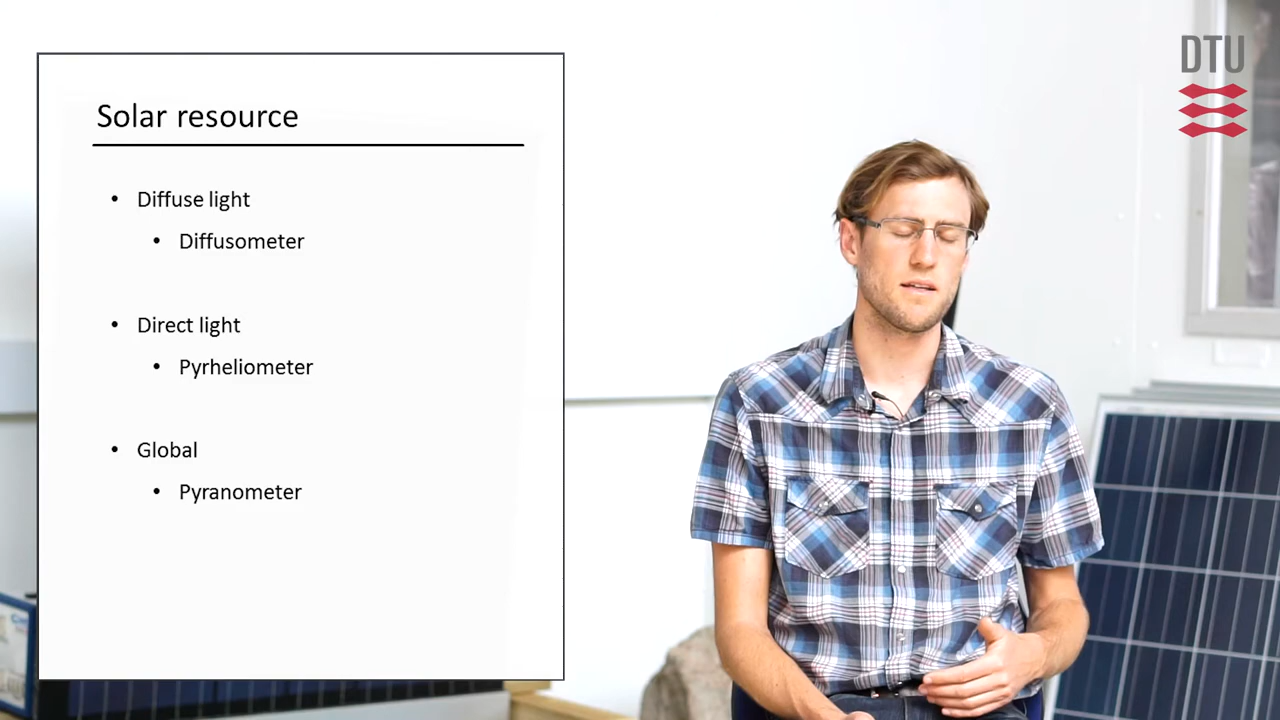 Solar resource
• Diffuse light
• Diffusometer
• Direct light
• Pyrheliometer
• Global
• Pyranometer
DTU